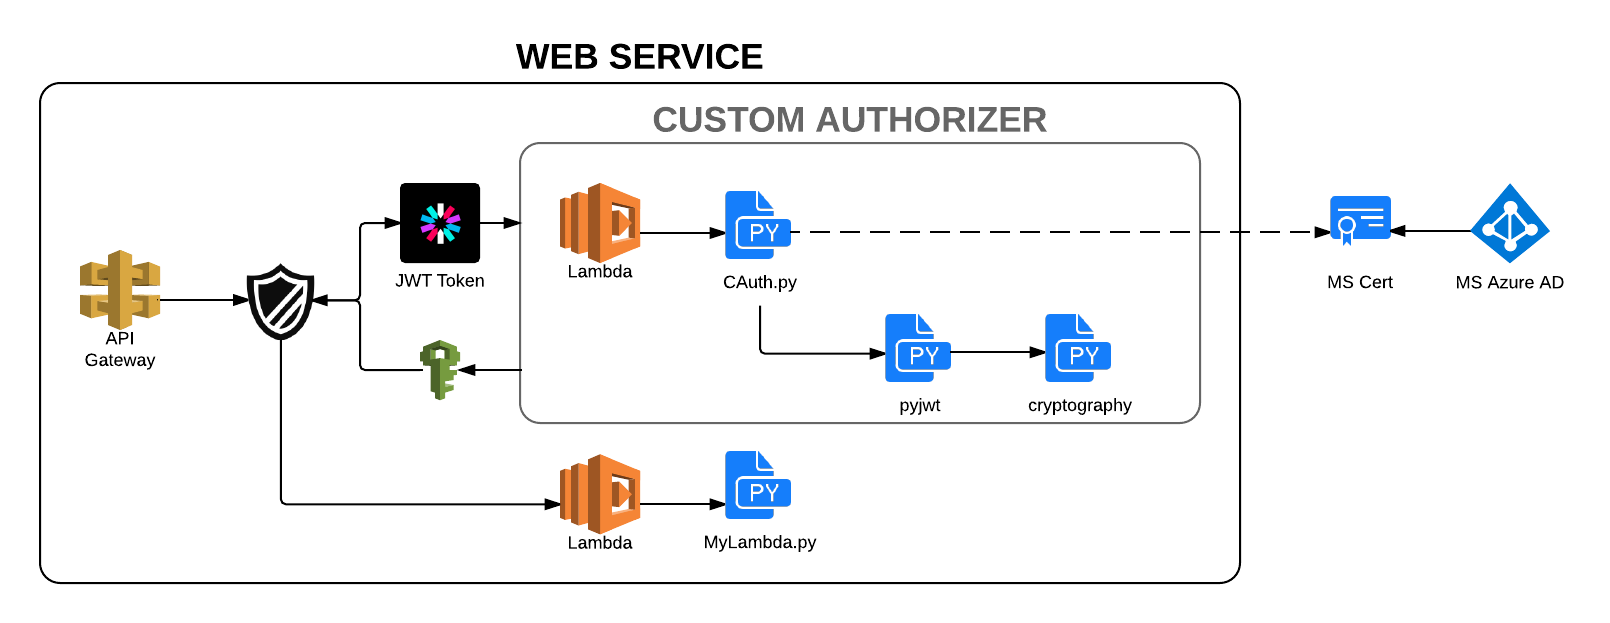 WEB SERVICE
CUSTOM AUTHORIZER
PY
Lambda
JWT Token
CAuth.py
MS Cert
MS Azure AD
API
Gateway
PY
PY
pyjwt
cryptography
PY
Lambda
MyLambda.py